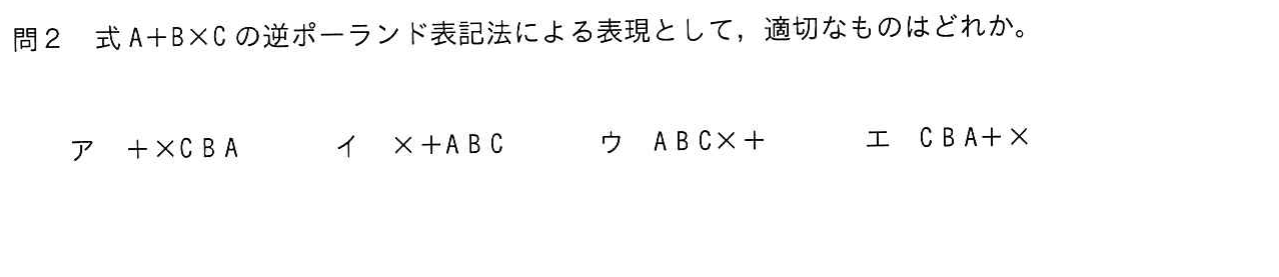 問2 式A+B×Cの逆ポーランド表記法による表現として，適切なものはどれか。
ア +×CBA イ ×+ABC ウ ABC×+ エ CBA+×